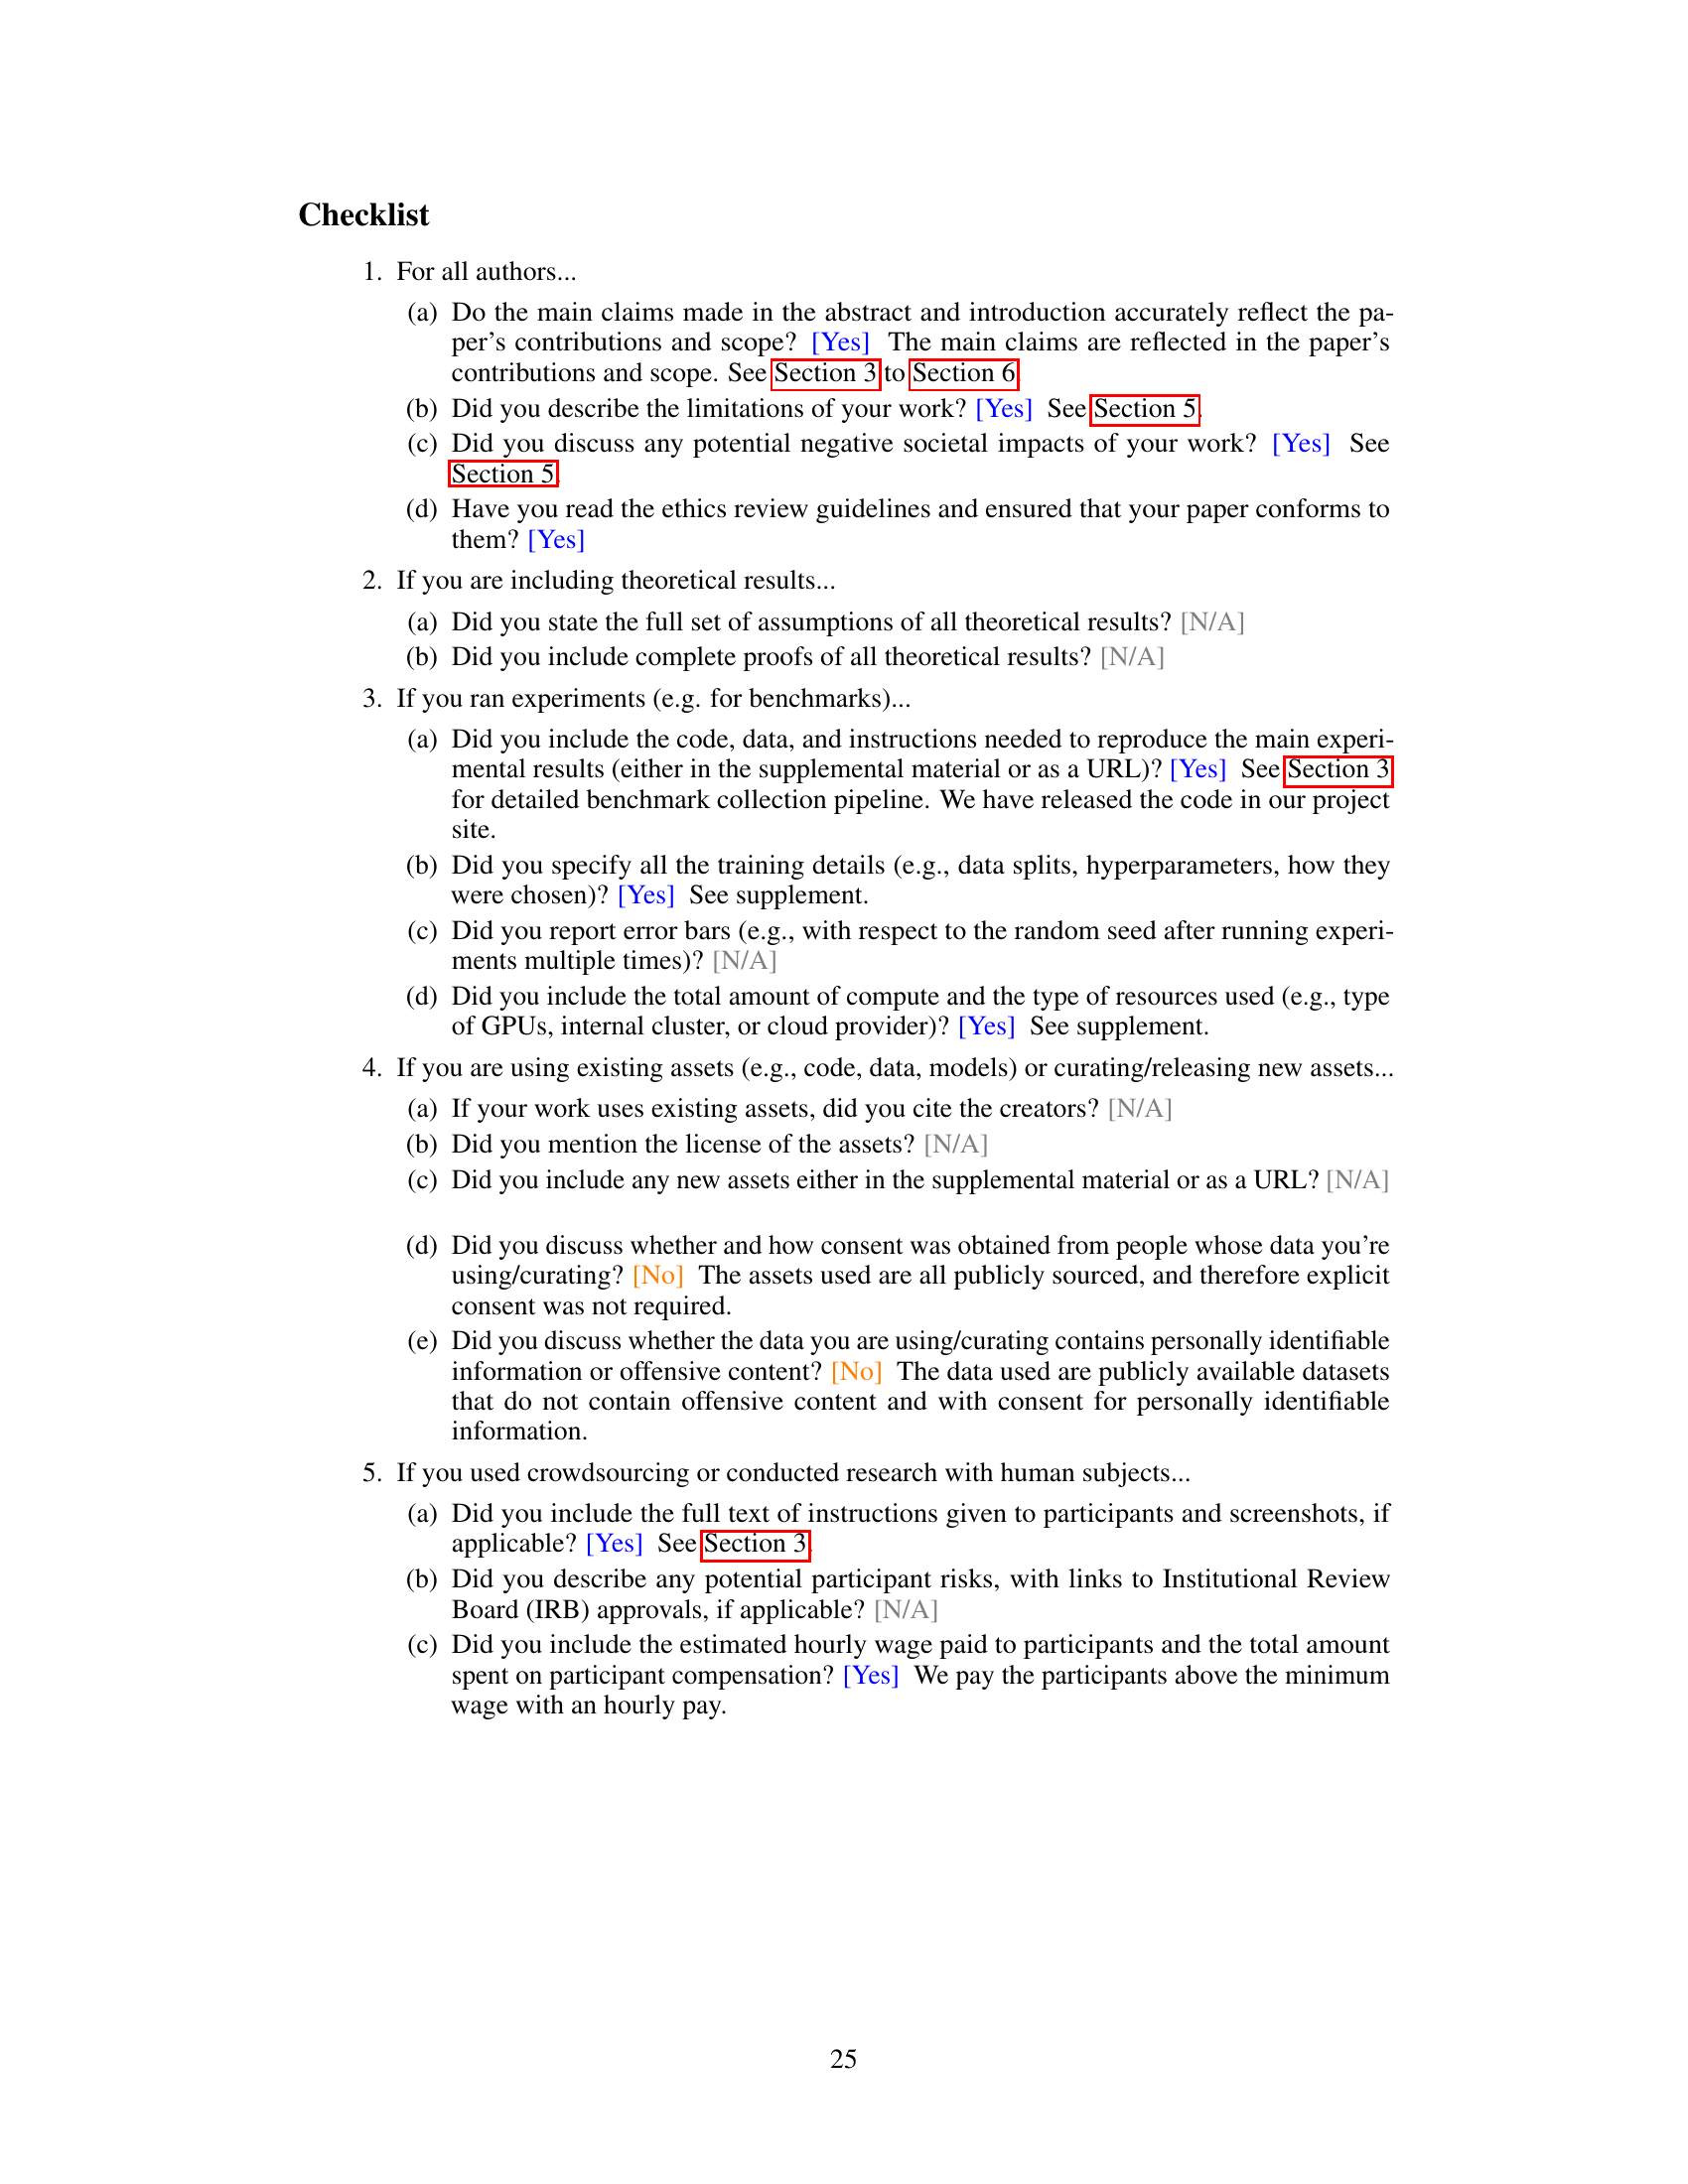 Checklist
1. For all authors...
(a) Do the main claims made in the abstract and introduction accurately reflect the pa-
per's contributions and scope? [Yes] The main claims are reflected in the paper's
contributions and scope. See Section 3 to Section 6.
(b) Did you describe the limitations of your work? [Yes] See Section 5.
(c) Did you discuss any potential negative societal impacts of your work? [Yes] See
Section 5.
(d) Have you read the ethics review guidelines and ensured that your paper conforms to
them? [Yes]
2. If you are including theoretical results...
(a) Did you state the full set of assumptions of all theoretical results? [N/A]
(b) Did you include complete proofs of all theoretical results? [N/A]
3. If you ran experiments (e.g. for benchmarks)...
(a) Did you include the code, data, and instructions needed to reproduce the main experi-
mental results (either in the supplemental material or as a URL)? [Yes] See Section 3
for detailed benchmark collection pipeline. We have released the code in our project
site.
(b) Did you specify all the training details (e.g., data splits, hyperparameters, how they
were chosen)? [Yes] See supplement.
(c) Did you report error bars (e.g., with respect to the random seed after running experi-
ments multiple times)? [N/A]
(d) Did you include the total amount of compute and the type of resources used (e.g., type
of GPUs, internal cluster, or cloud provider)? [Yes] See supplement.
4. If you are using existing assets (e.g., code, data, models) or curating/releasing new assets...
(a) If your work uses existing assets, did you cite the creators? [N/A]
(b) Did you mention the license of the assets? [N/A]
(c) Did you include any new assets either in the supplemental material or as a URL? [N/A]
(d) Did you discuss whether and how consent was obtained from people whose data you're
using/curating? [No] The assets used are all publicly sourced, and therefore explicit
consent was not required.
(e) Did you discuss whether the data you are using/curating contains personally identifiable
information or offensive content? [No] The data used are publicly available datasets
that do not contain offensive content and with consent for personally identifiable
information.
5. If you used crowdsourcing or conducted research with human subjects...
(a) Did you include the full text of instructions given to participants and screenshots, if
applicable? [Yes] See Section 3.
(b) Did you describe any potential participant risks, with links to Institutional Review
Board (IRB) approvals, if applicable? [N/A]
(c) Did you include the estimated hourly wage paid to participants and the total amount
spent on participant compensation? [Yes] We pay the participants above the minimum
wage with an hourly pay.
25